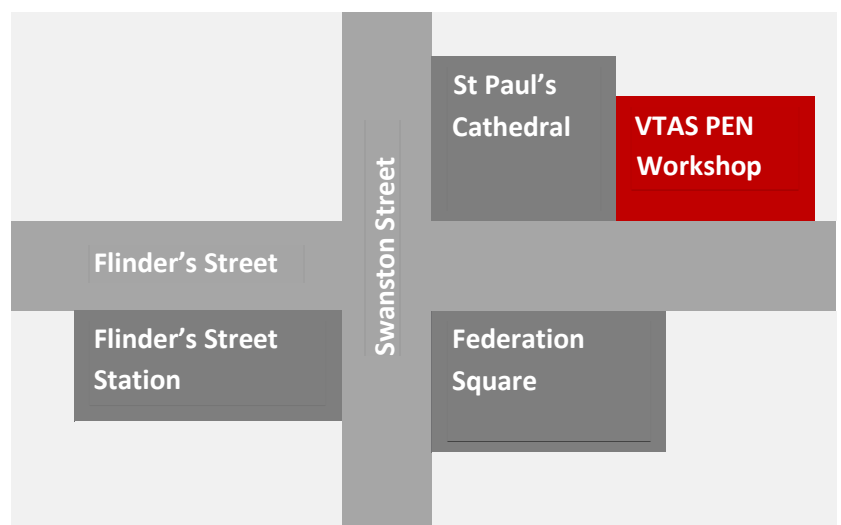 St Paul’s
Cathedral
VTAS PEN
Workshop
Swanston Street
Flinder’s Street
Flinder’s Street
Station
Federation
Square